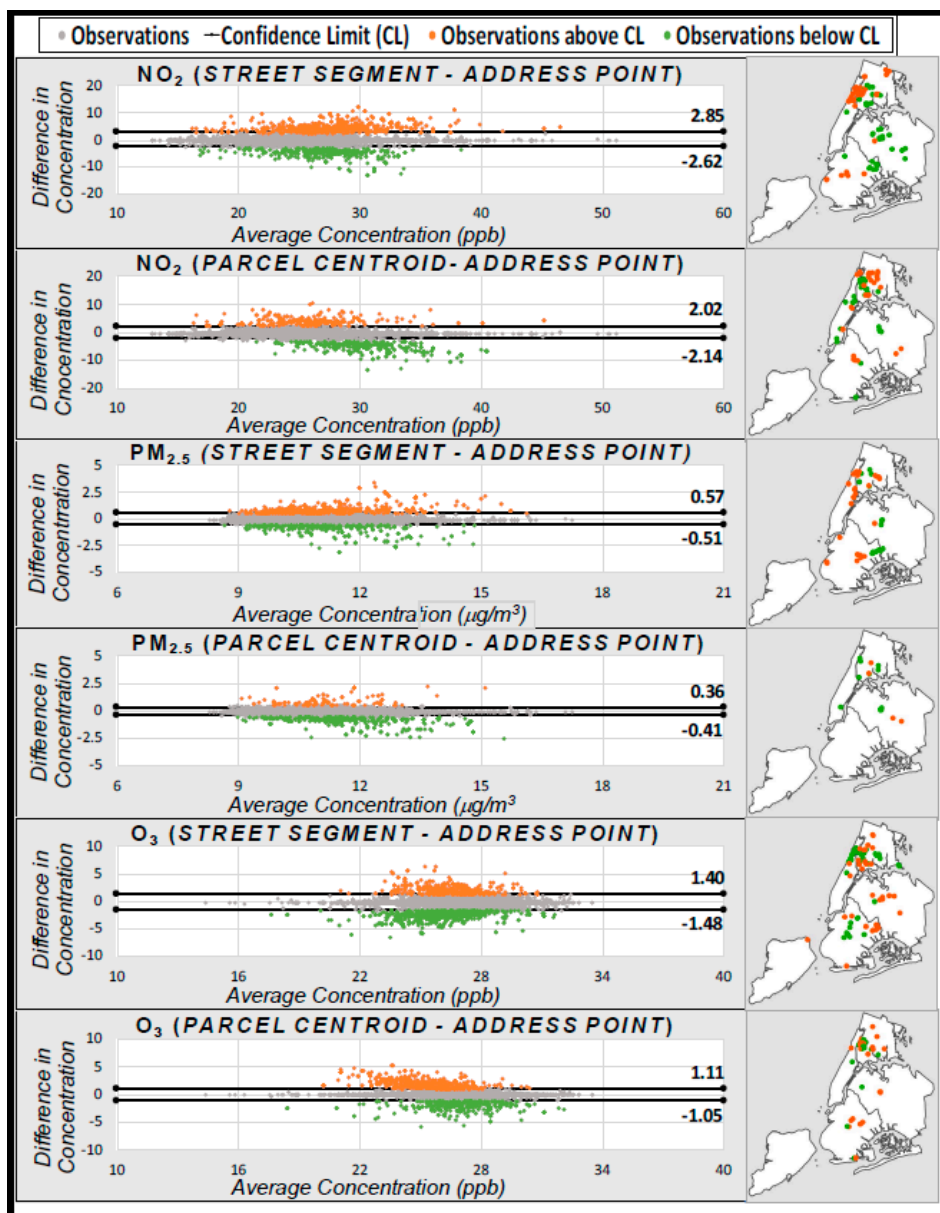 Observations Confidence Limit (CL) Observations above CL Observations below CL
NO2 (STREET SEGMENT - ADDRESS POINT)
Difference in
Concentration
20
10
0
-10
-20
2.85
-2.62
10 20 30 40 50 60
Average Concentration (ppb)
NO2 (PARCEL CENTROID- ADDRESS POINT)
Difference in
Cnocentration
20
10
0
-10
-20
2.02
-2.14
10 20 30 40 50 60
Average Concentration (ppb)
PM2.5 (STREET SEGMENT - ADDRESS POINT)
Difference in
Concentration
5
2.5
0
-2.5
-5
0.57
-0.51
6 9 12 15 18 21
Average Concentration (μg/m3)
PM2.5 (PARCEL CENTROID - ADDRESS POINT)
Difference in
Concentration
5
2.5
0
-2.5
-5
0.36
-0.41
6 9 12 15 18 21
Average Concentration (μg/m3
O3 (STREET SEGMENT - ADDRESS POINT)
Difference in
Concentration
10
5
0
-5
-10
1.40
-1.48
10 16 22 28 34 40
Average Concentration (ppb)
O3 (PARCEL CENTROID - ADDRESS POINT)
Difference in
Concentration
10
5
0
-5
-10
1.11
-1.05
10 16 22 28 34 40
Average Concentration (ppb)